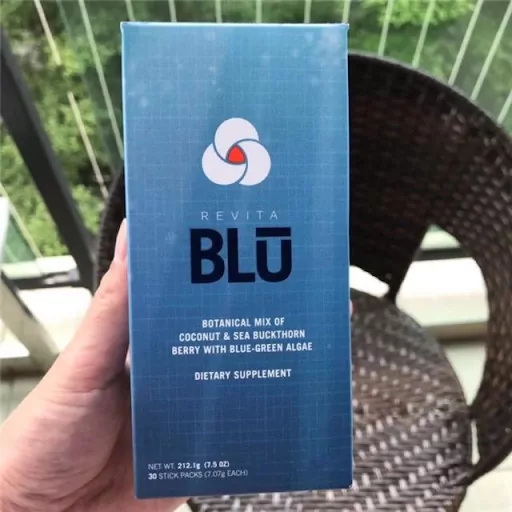 REVITA
BLŪ
BOTANICAL MIX OF
COCONUT & SEA BUCKTHORN
BERRY WITH BLUE-GREEN ALGAE
DIETARY SUPPLEMENT
NET WT. 212.1g (7.5 OZ)
30 STICK PACKS (7.07g EACH)